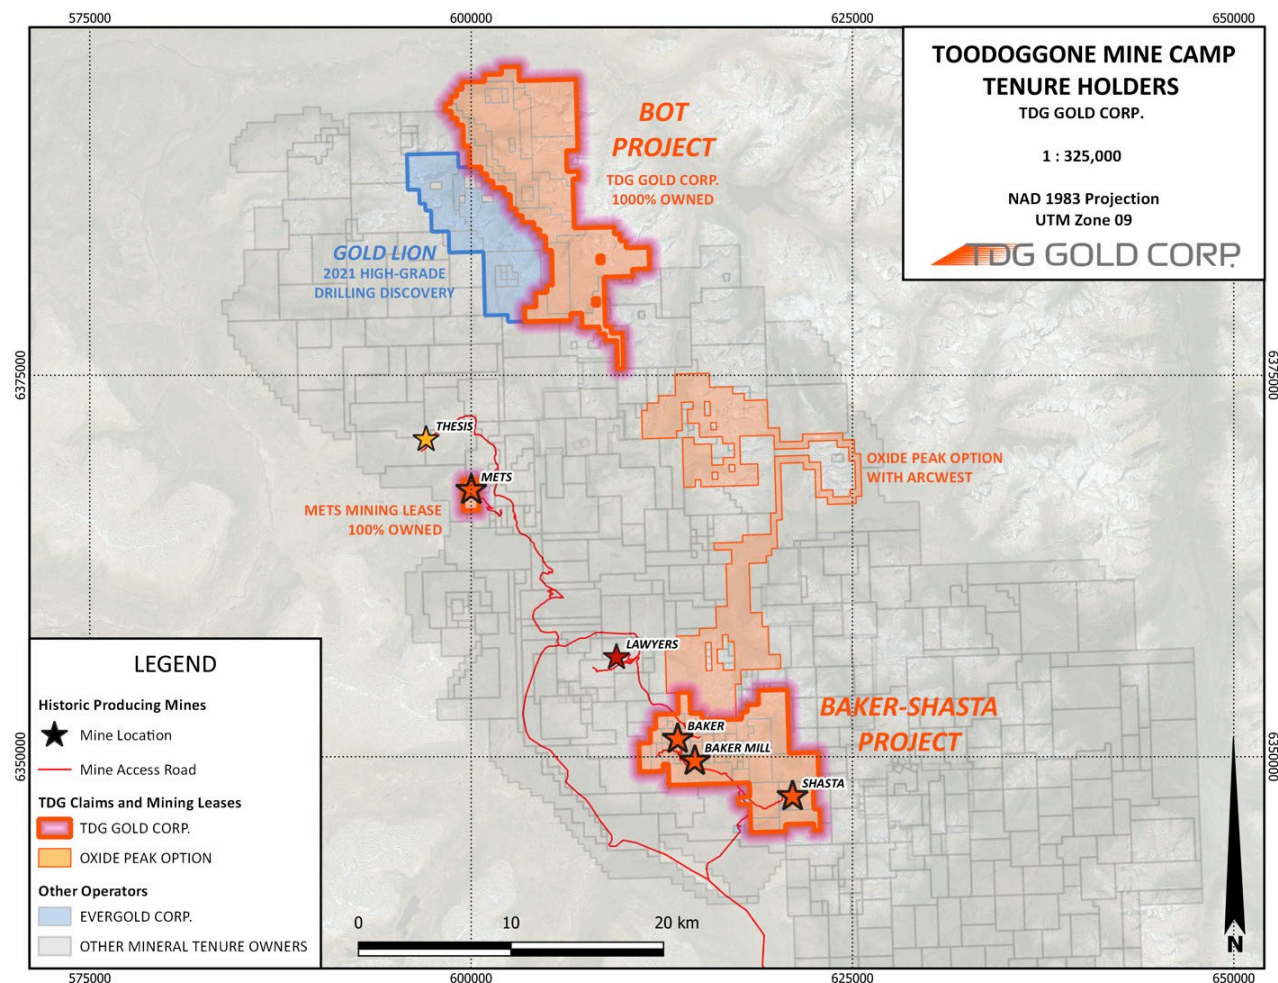 575000
600000
625000
650000
TOODOGGONE MINE CAMP
TENURE HOLDERS
TDG GOLD CORP.
1 : 325,000
NAD 1983 Projection
UTM Zone 09
TDG GOLD CORP.
BOT
PROJECT
TDG GOLD CORP.
1000% OWNED
GOLD LION
2021 HIGH-GRADE
DRILLING DISCOVERY
6375000
6375000
THESIS
METS
METS MINING LEASE
100% OWNED
OXIDE PEAK OPTION
WITH ARCWEST
LAWYERS
BAKER-SHASTA
PROJECT
BAKER
BAKER MILL
SHASTA
6350000
6350000
LEGEND
Historic Producing Mines
Mine Location
Mine Access Road
TDG Claims and Mining Leases
TDG GOLD CORP.
OXIDE PEAK OPTION
Other Operators
EVERGOLD CORP.
OTHER MINERAL TENURE OWNERS
0 10 20 km
N
575000
600000
625000
650000